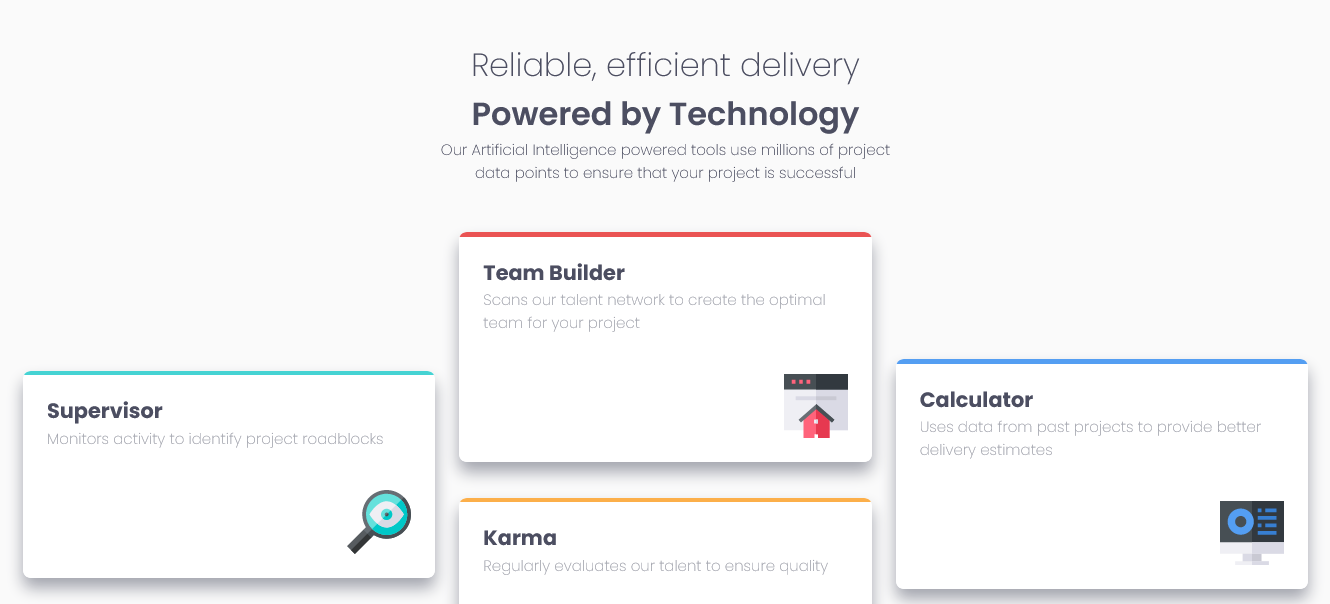 Reliable, efficient delivery
Powered by Technology
Our Artificial Intelligence powered tools use millions of project
data points to ensure that your project is successful
Supervisor
Monitors activity to identify project roadblocks
Team Builder
Scans our talent network to create the optimal
team for your project
Karma
Regularly evaluates our talent to ensure quality
Calculator
Uses data from past projects to provide better
delivery estimates